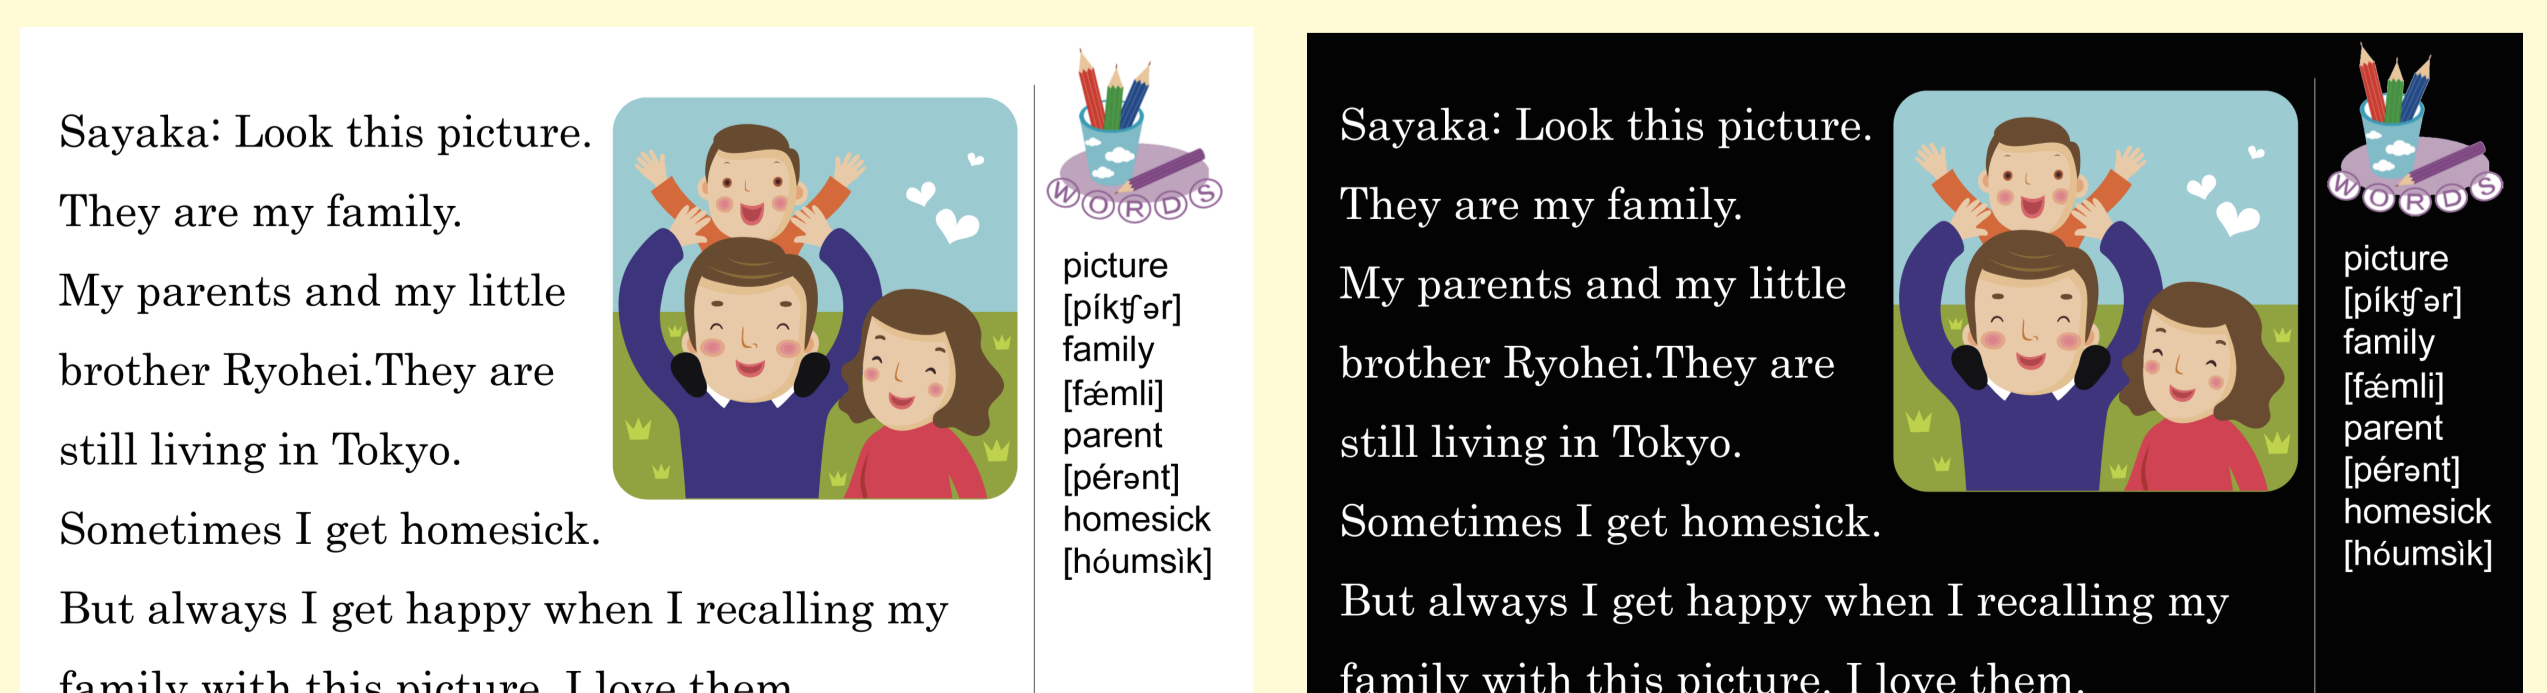 Sayaka: Look this picture.
They are my family.
My parents and my little
brother Ryohei.They are
still living in Tokyo.
Sometimes I get homesick.
But always I get happy when I recalling my
family with this picture. I love them.
WORDS
picture
[píktʃər]
family
[fǽmli]
parent
[pérənt]
homesick
[hóumsìk]
Sayaka: Look this picture.
They are my family.
My parents and my little
brother Ryohei.They are
still living in Tokyo.
Sometimes I get homesick.
But always I get happy when I recalling my
family with this picture. I love them.
WORDS
picture
[píktʃər]
family
[fǽmli]
parent
[pérənt]
homesick
[hóumsìk]